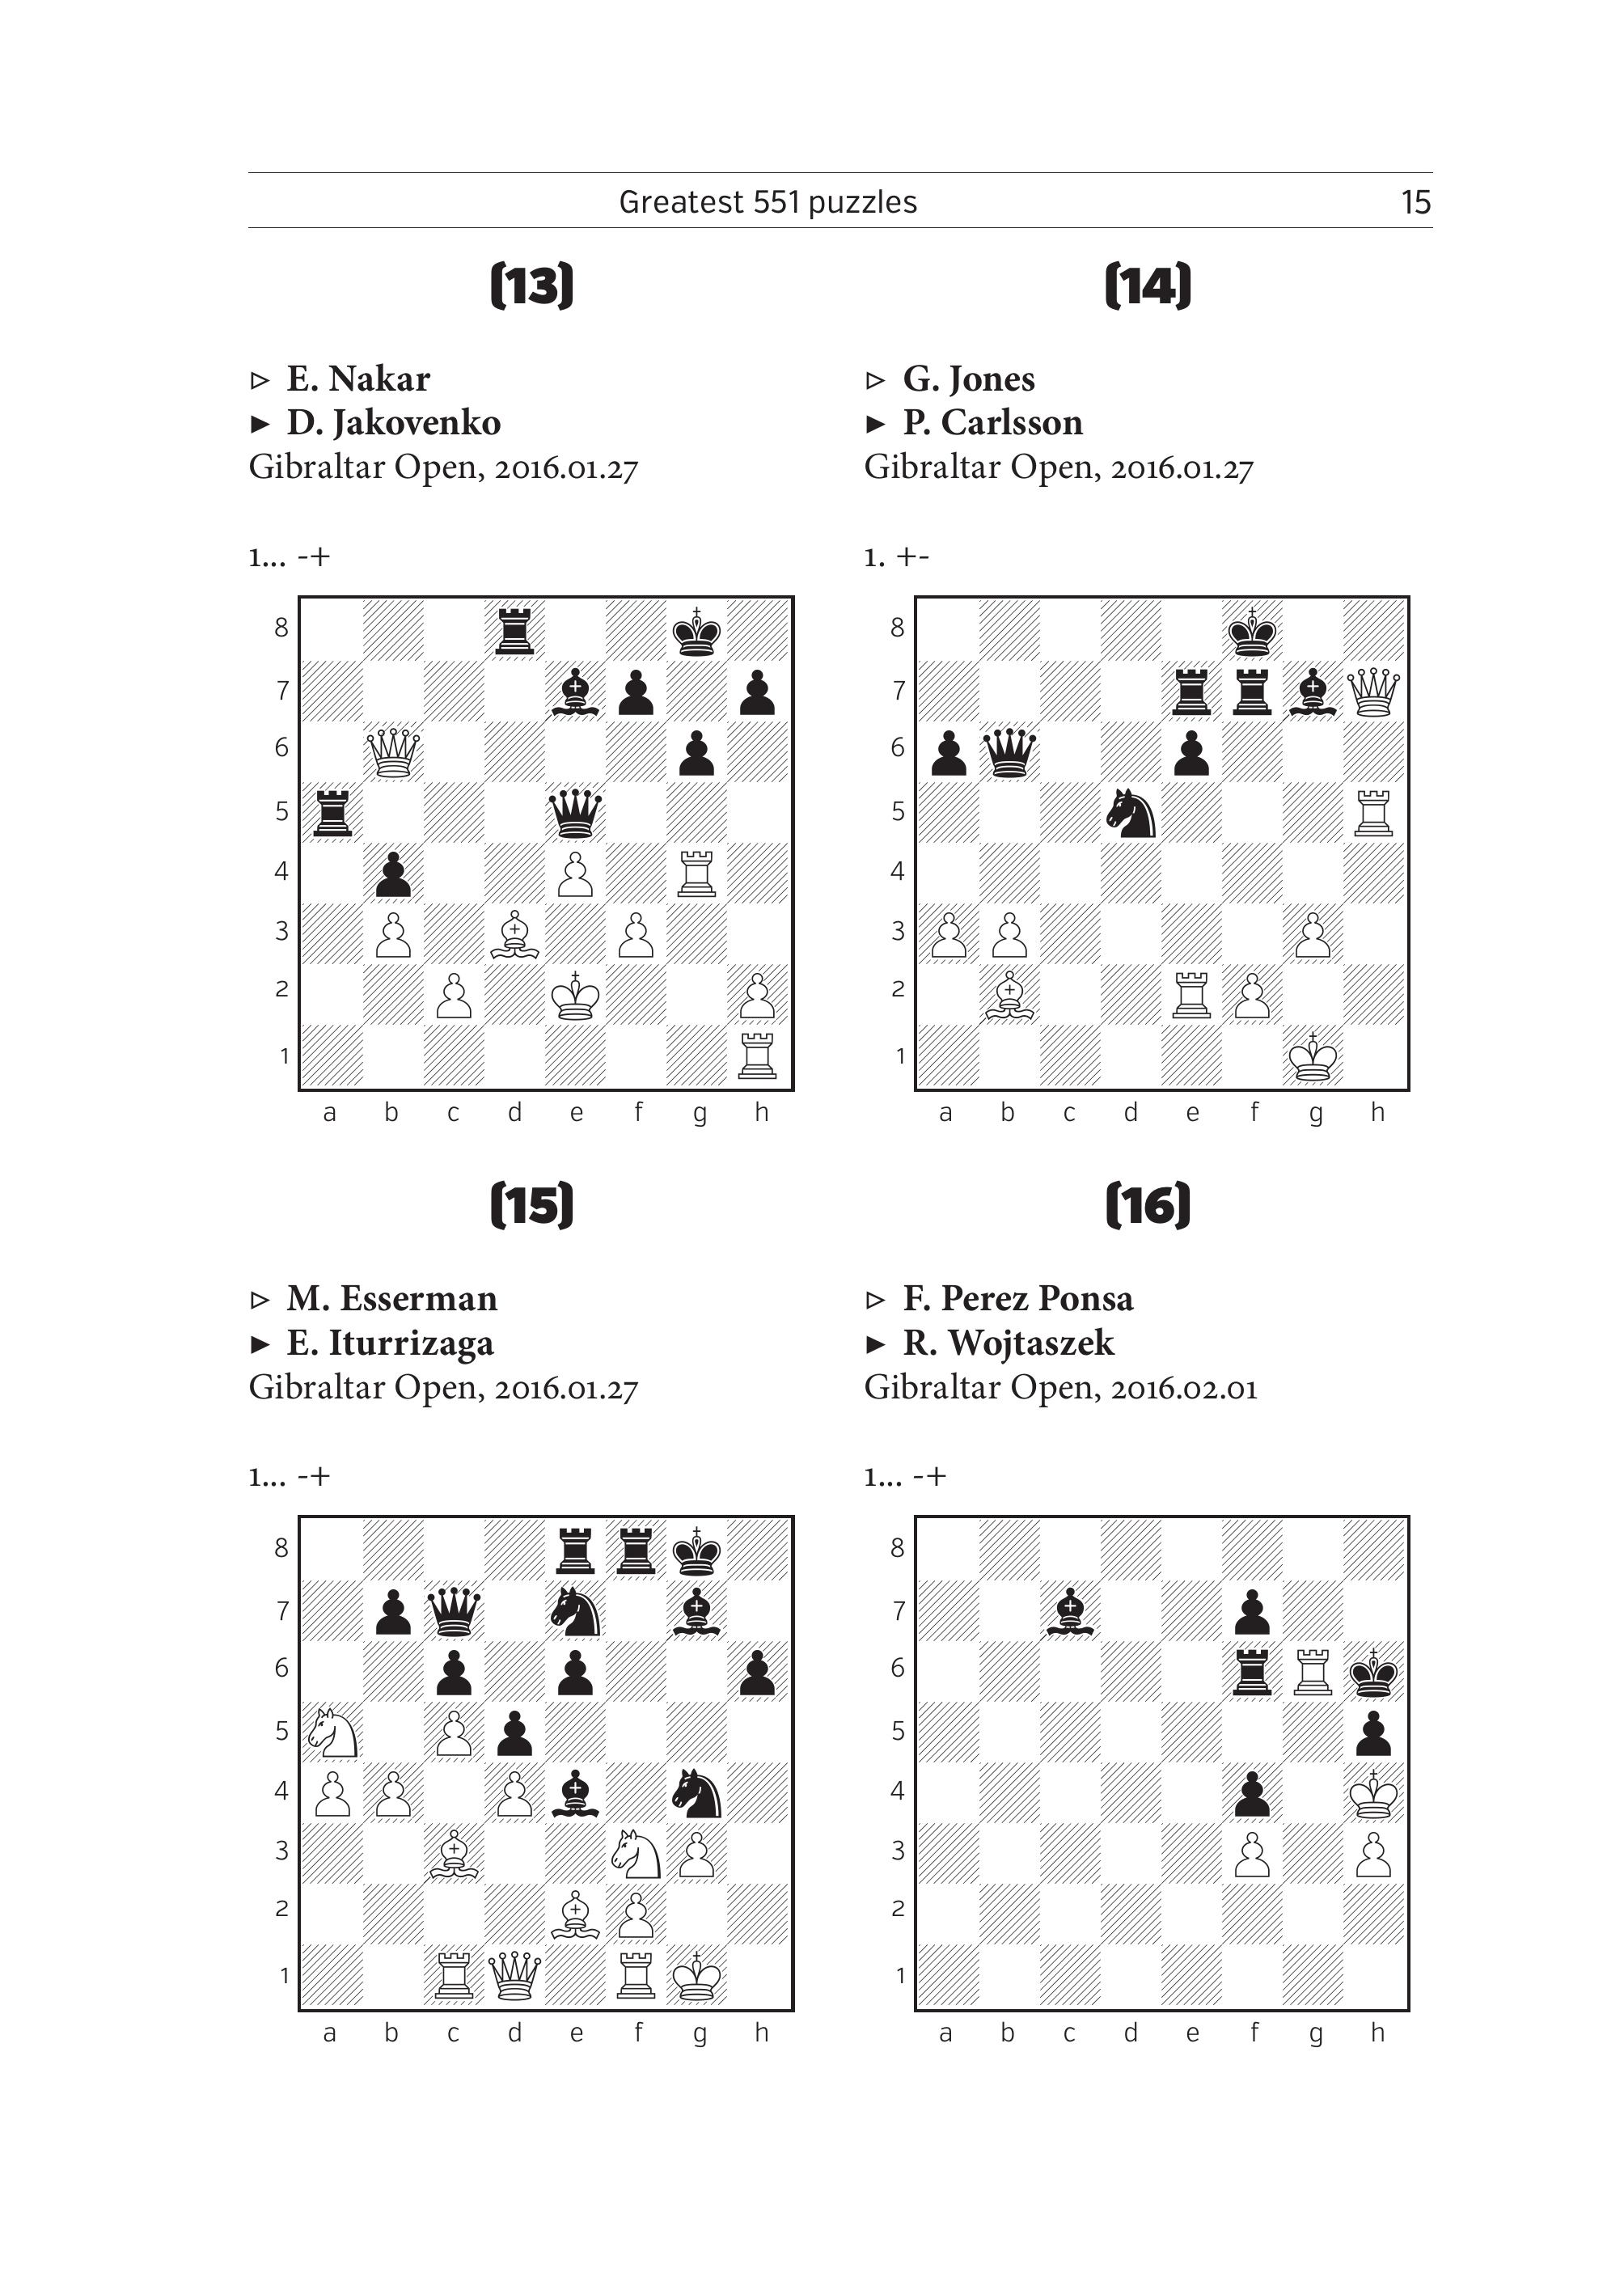 Greatest 551 puzzles 15
(13)
▷ E. Nakar
► D. Jakovenko
Gibraltar Open, 2016.01.27
1... -+
8
7
6
5
4
3
2
1
a b c d e f g h
(14)
▷ G. Jones
► P. Carlsson
Gibraltar Open, 2016.01.27
1. +-
8
7
6
5
4
3
2
1
a b c d e f g h
(15)
▷ M. Esserman
► E. Iturrizaga
Gibraltar Open, 2016.01.27
1... -+
8
7
6
5
4
3
2
1
a b c d e f g h
(16)
▷ F. Perez Ponsa
► R. Wojtaszek
Gibraltar Open, 2016.02.01
1... -+
8
7
6
5
4
3
2
1
a b c d e f g h